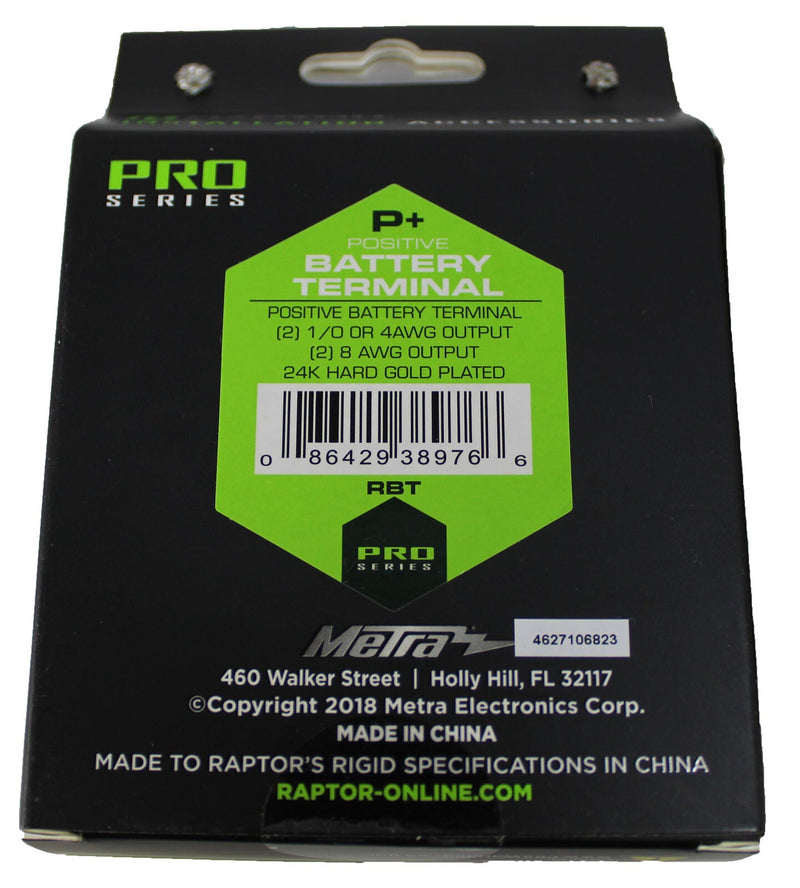 INSTALLATION ACCESSORIES
PRO
SERIES
P+
POSITIVE
BATTERY
TERMINAL
POSITIVE BATTERY TERMINAL
(2) 1/0 OR 4AWG OUTPUT
(2) 8 AWG OUTPUT
24K HARD GOLD PLATED
0 86429 38976 6
RBT
PRO
SERIES
Metra
4627106823
460 Walker Street | Holly Hill, FL 32117
©Copyright 2018 Metra Electronics Corp.
MADE IN CHINA
MADE TO RAPTOR'S RIGID SPECIFICATIONS IN CHINA
RAPTOR-ONLINE.COM